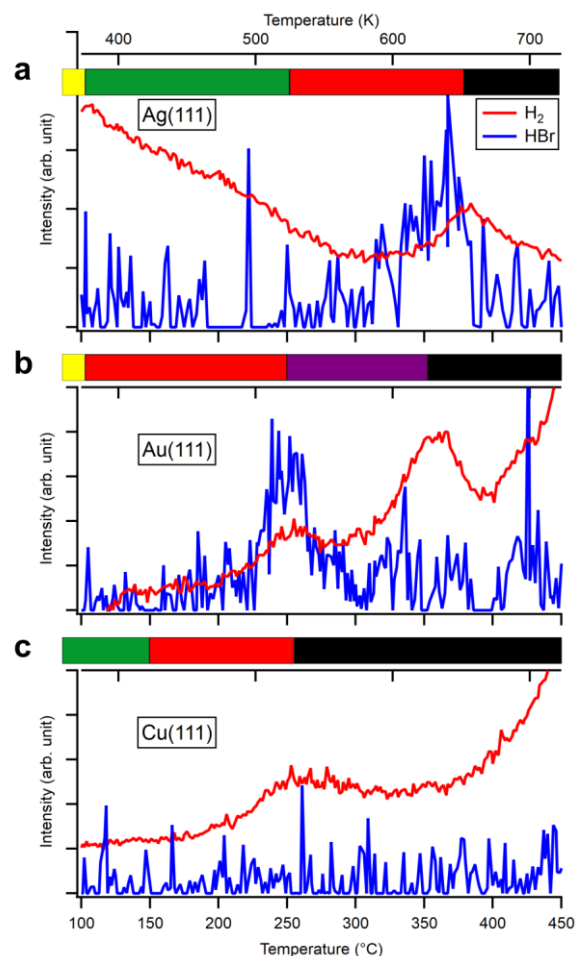 Temperature (K)
400 500 600 700
a
Ag(111)
H₂
HBr
Intensity (arb. unit)
b
Au(111)
Intensity (arb. unit)
c
Cu(111)
Intensity (arb. unit)
100 150 200 250 300 350 400 450
Temperature (°C)